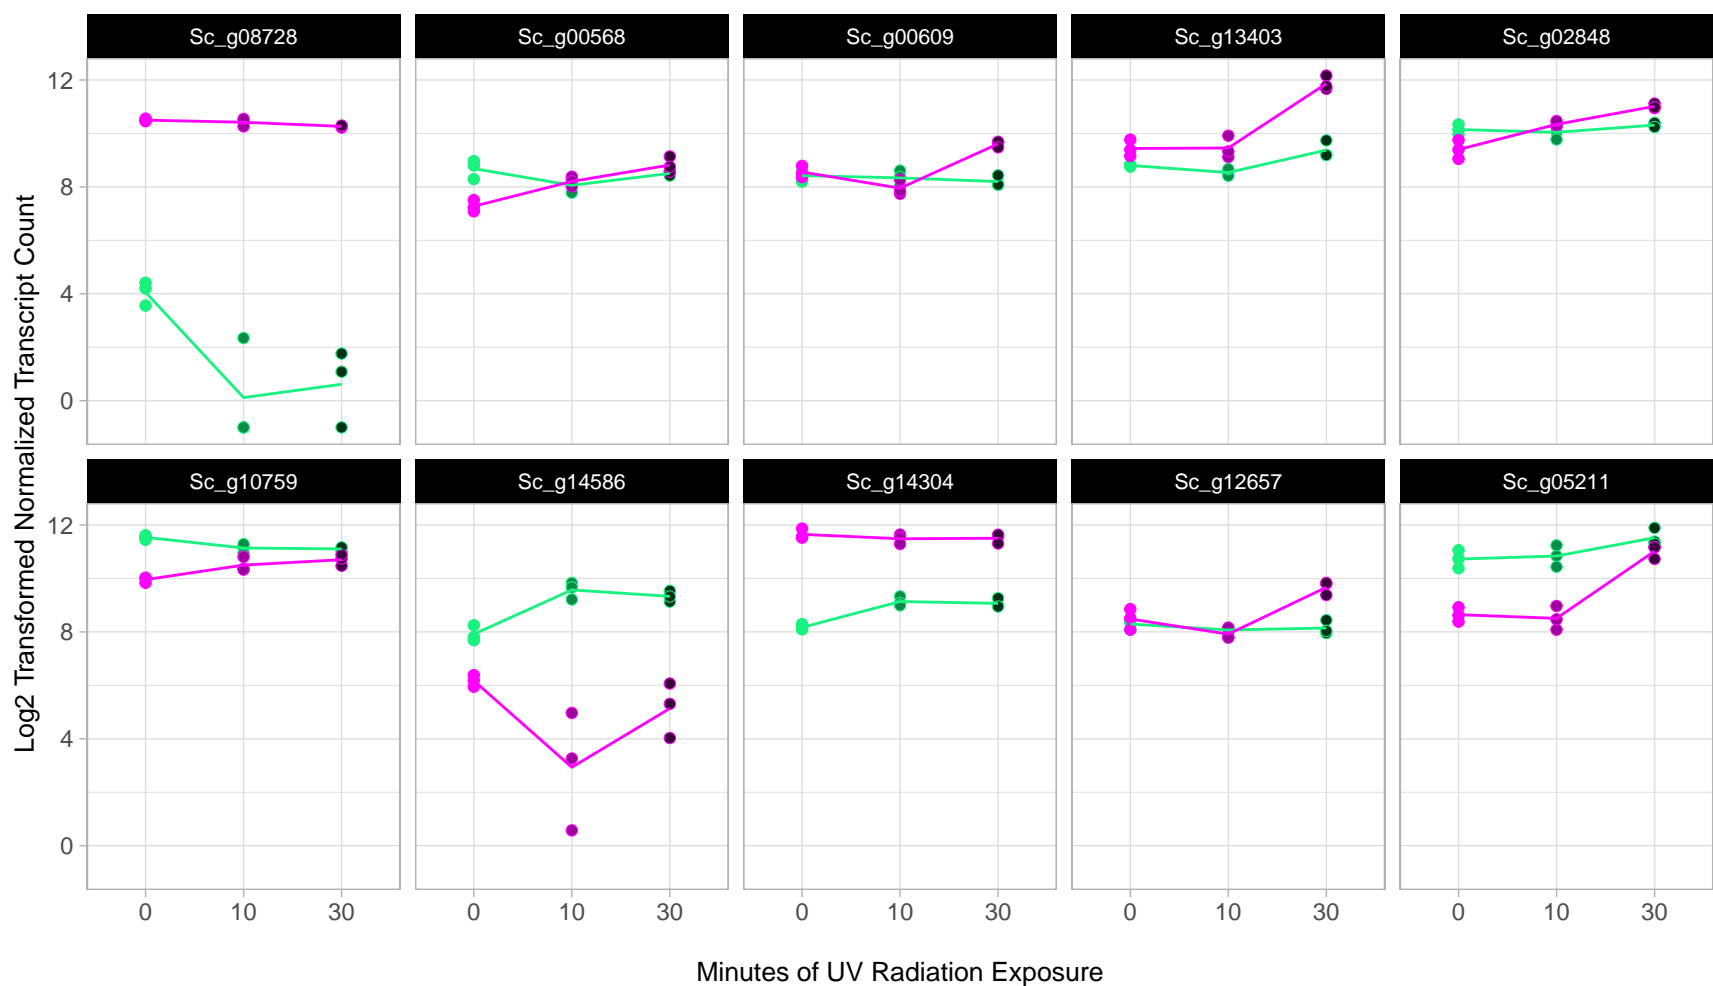 Sc_g08728 Sc_g00568 Sc_g00609 Sc_g13403 Sc_g02848
12
8
4
0
Sc_g10759 Sc_g14586 Sc_g14304 Sc_g12657 Sc_g05211
12
8
4
0
0 10 30 0 10 30 0 10 30 0 10 30 0 10 30
Log2 Transformed Normalized Transcript Count
Minutes of UV Radiation Exposure